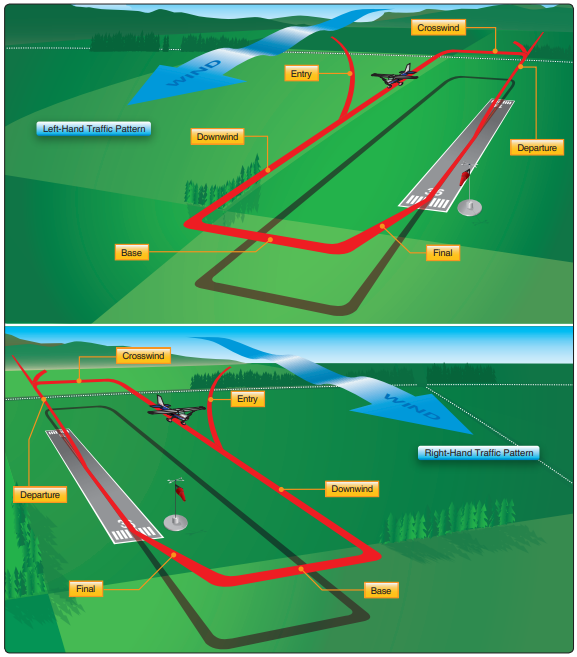 Crosswind
WIND
Entry
Left-Hand Traffic Pattern
Downwind
Departure
Base
Final
Crosswind
Entry
WIND
Right-Hand Traffic Pattern
Downwind
Departure
Final
Base